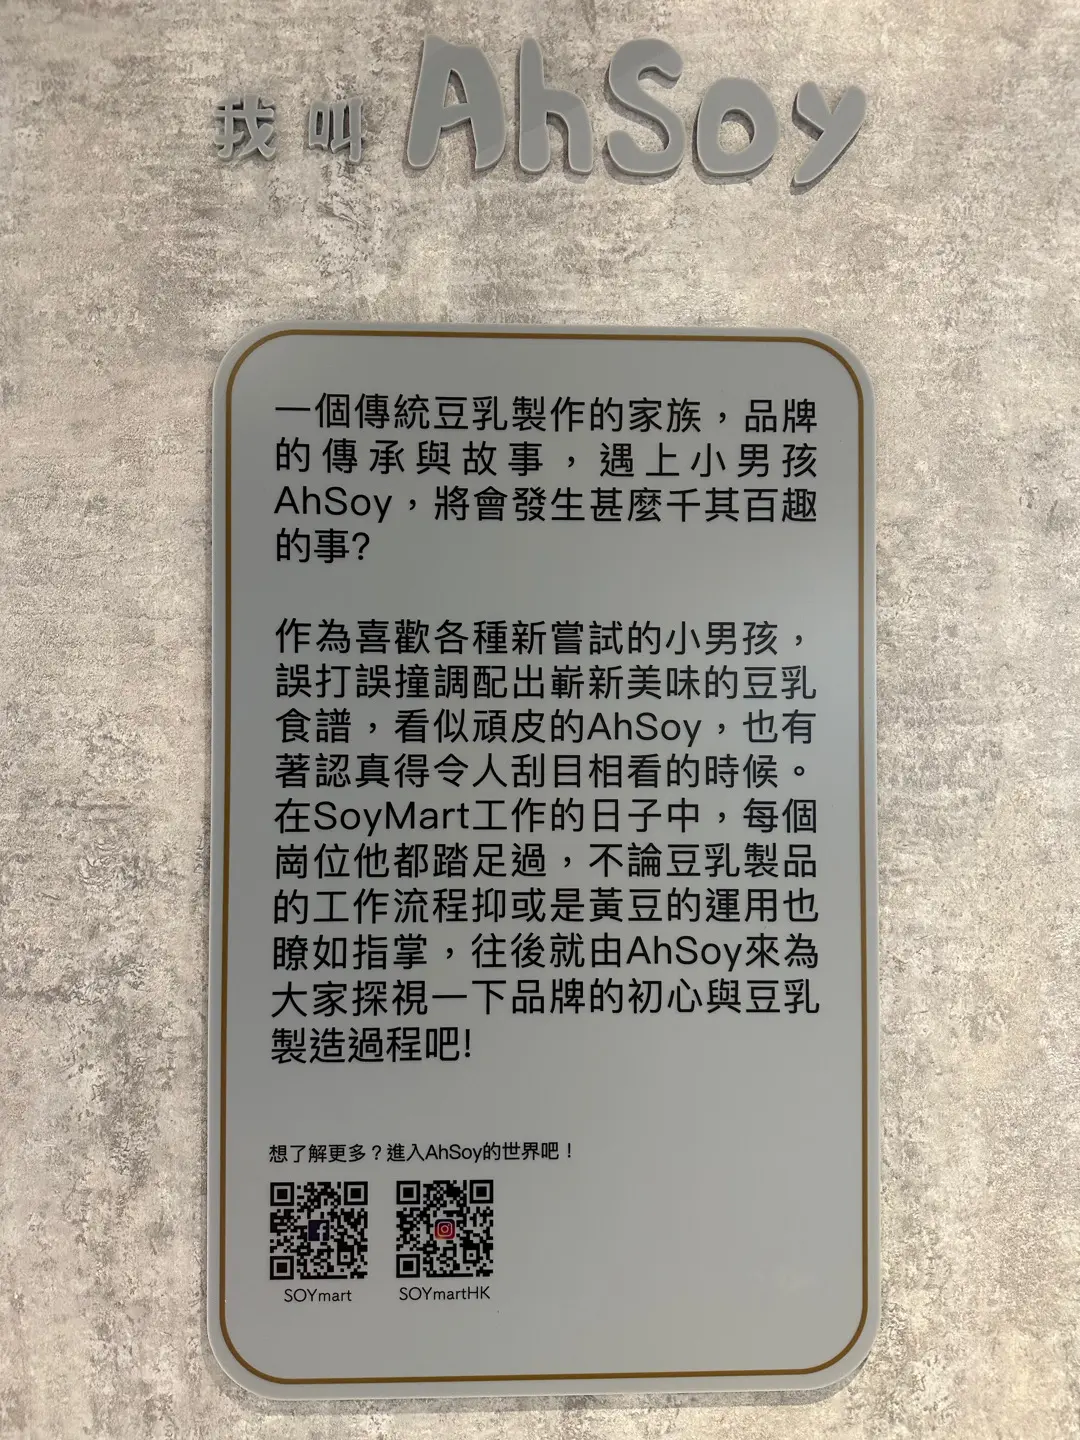 我叫AhSoy
一個傳統豆乳製作的家族，品牌
的傳承與故事，遇上小男孩
AhSoy，將會發生甚麼千其百趣
的事?
作為喜歡各種新嘗試的小男孩，
誤打誤撞調配出嶄新美味的豆乳
食譜，看似頑皮的AhSoy，也有
著認真得令人刮目相看的時候。
在SoyMart工作的日子中，每個
崗位他都踏足過，不論豆乳製品
的工作流程抑或是黃豆的運用也
瞭如指掌，往後就由AhSoy來為
大家探視一下品牌的初心與豆乳
製造過程吧!
想了解更多？進入AhSoy的世界吧！
SOYmart
SOYmartHK